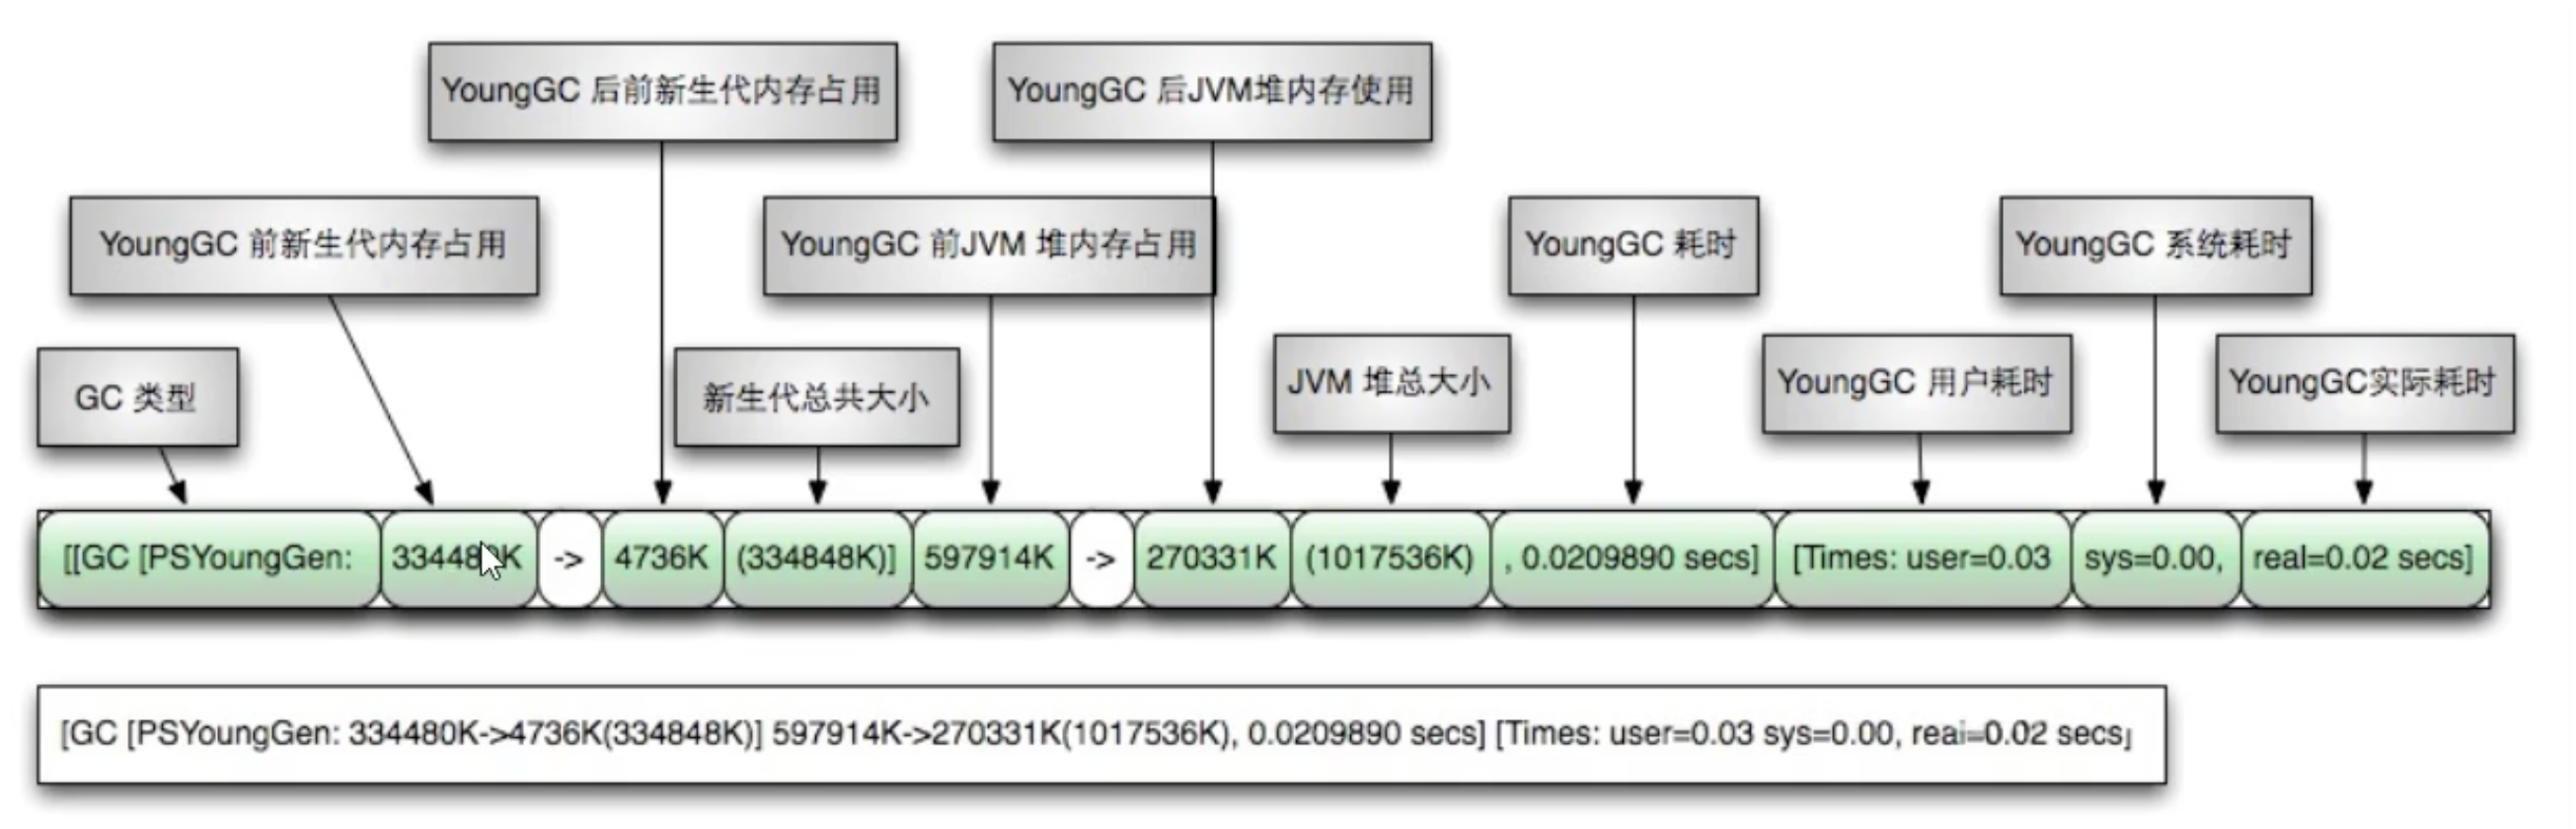 YoungGC 后前新生代内存占用
YoungGC 后JVM堆内存使用
YoungGC 前新生代内存占用
YoungGC 前JVM 堆内存占用
YoungGC 耗时
YoungGC 系统耗时
GC 类型
新生代总共大小
JVM 堆总大小
YoungGC 用户耗时
YoungGC实际耗时
[[GC [PSYoungGen: 334480K -> 4736K (334848K)] 597914K -> 270331K (1017536K) , 0.0209890 secs] [Times: user=0.03 sys=0.00, real=0.02 secs]
[GC [PSYoungGen: 334480K->4736K(334848K)] 597914K->270331K(1017536K), 0.0209890 secs] [Times: user=0.03 sys=0.00, real=0.02 secs]